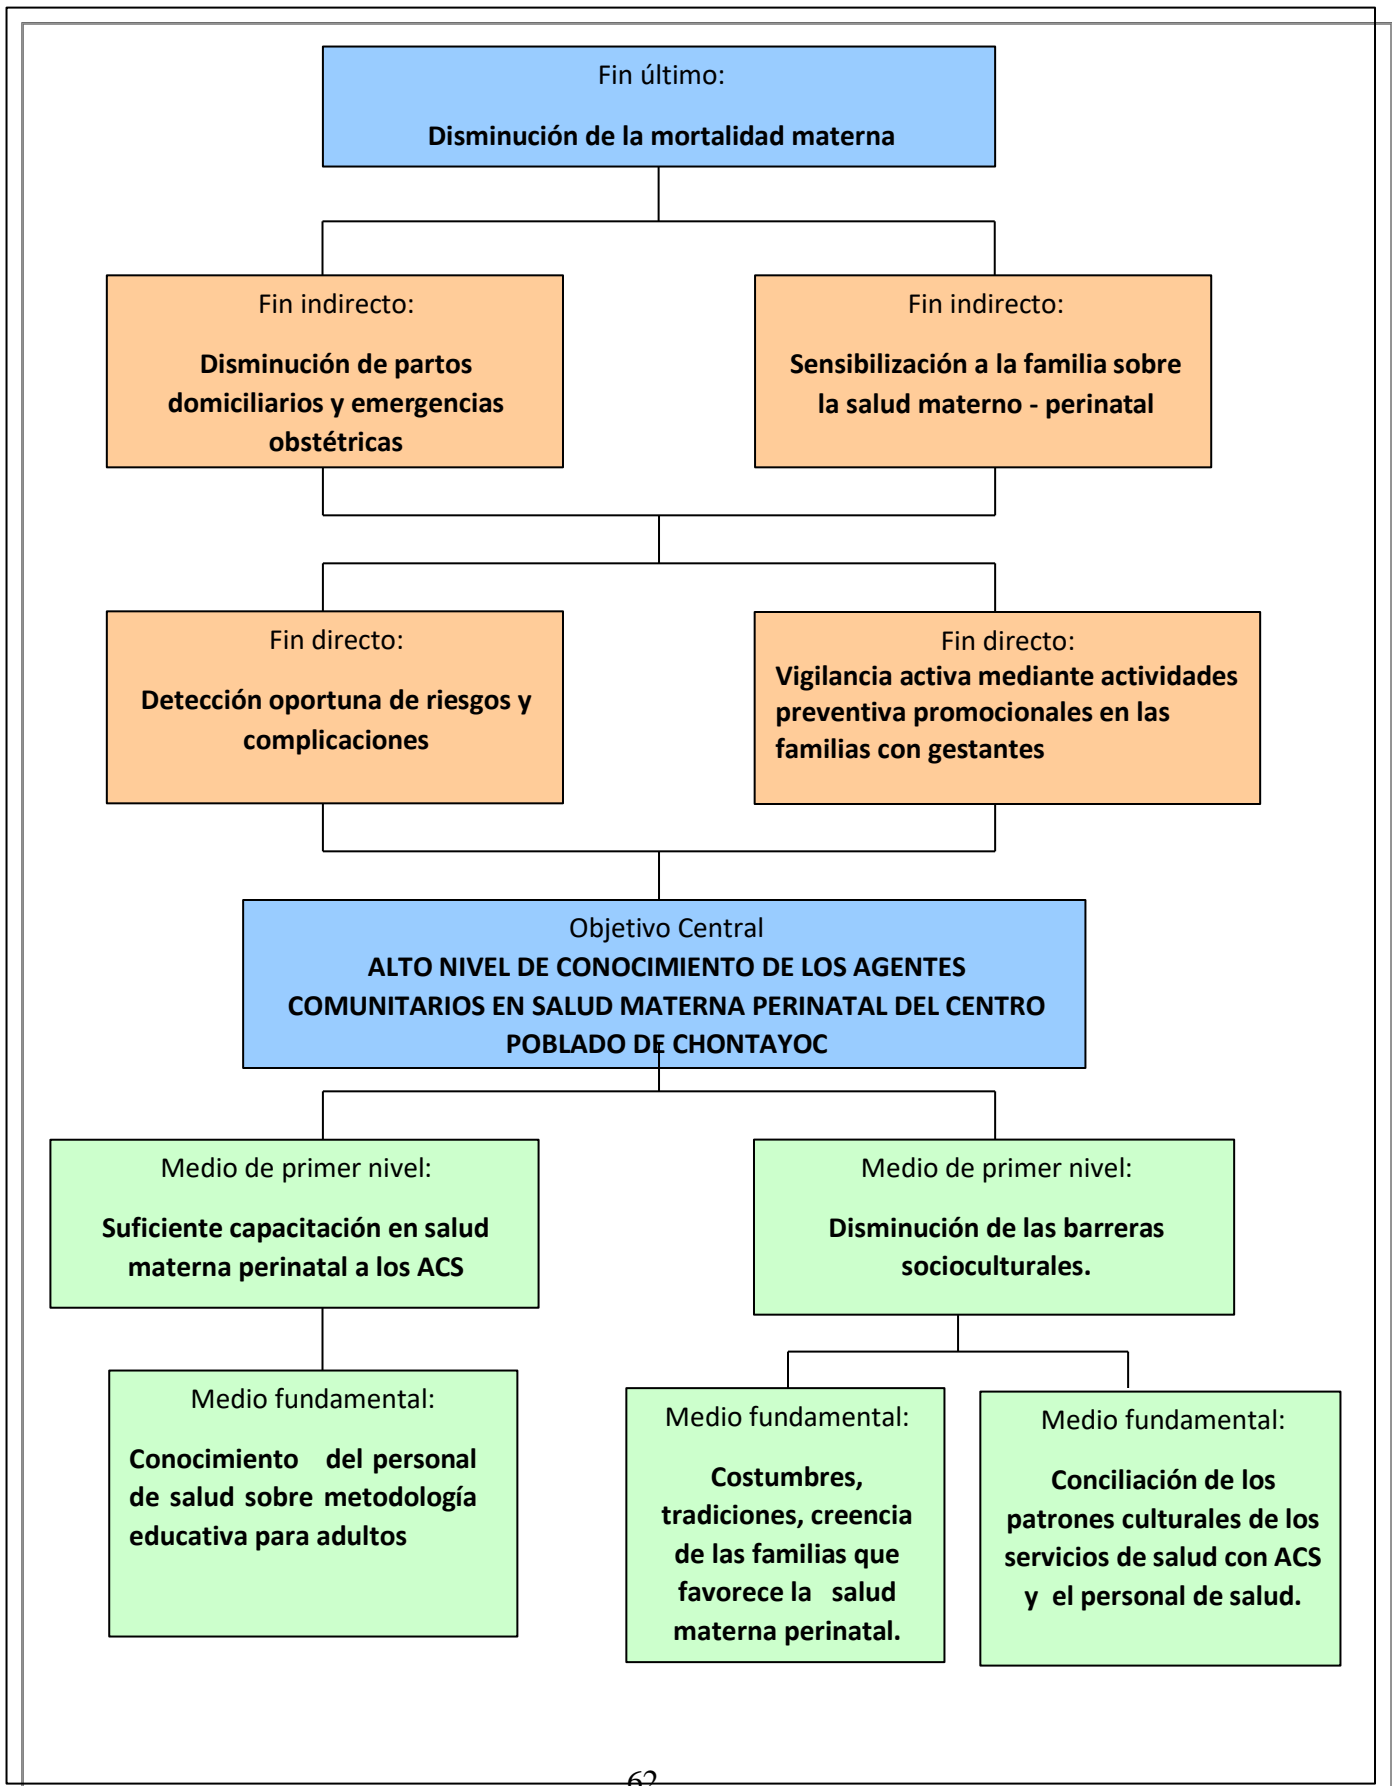 Fin último:
Disminución de la mortalidad materna
Fin indirecto:
Disminución de partos
domiciliarios y emergencias
obstétricas
Fin indirecto:
Sensibilización a la familia sobre
la salud materno - perinatal
Fin directo:
Detección oportuna de riesgos y
complicaciones
Fin directo:
Vigilancia activa mediante actividades
preventiva promocionales en las
familias con gestantes
Objetivo Central
ALTO NIVEL DE CONOCIMIENTO DE LOS AGENTES
COMUNITARIOS EN SALUD MATERNA PERINATAL DEL CENTRO
POBLADO DE CHONTAYOC
Medio de primer nivel:
Suficiente capacitación en salud
materna perinatal a los ACS
Medio de primer nivel:
Disminución de las barreras
socioculturales.
Medio fundamental:
Conocimiento del personal
de salud sobre metodología
educativa para adultos
Medio fundamental:
Costumbres,
tradiciones, creencia
de las familias que
favorece la salud
materna perinatal.
Medio fundamental:
Conciliación de los
patrones culturales de los
servicios de salud con ACS
y el personal de salud.
62